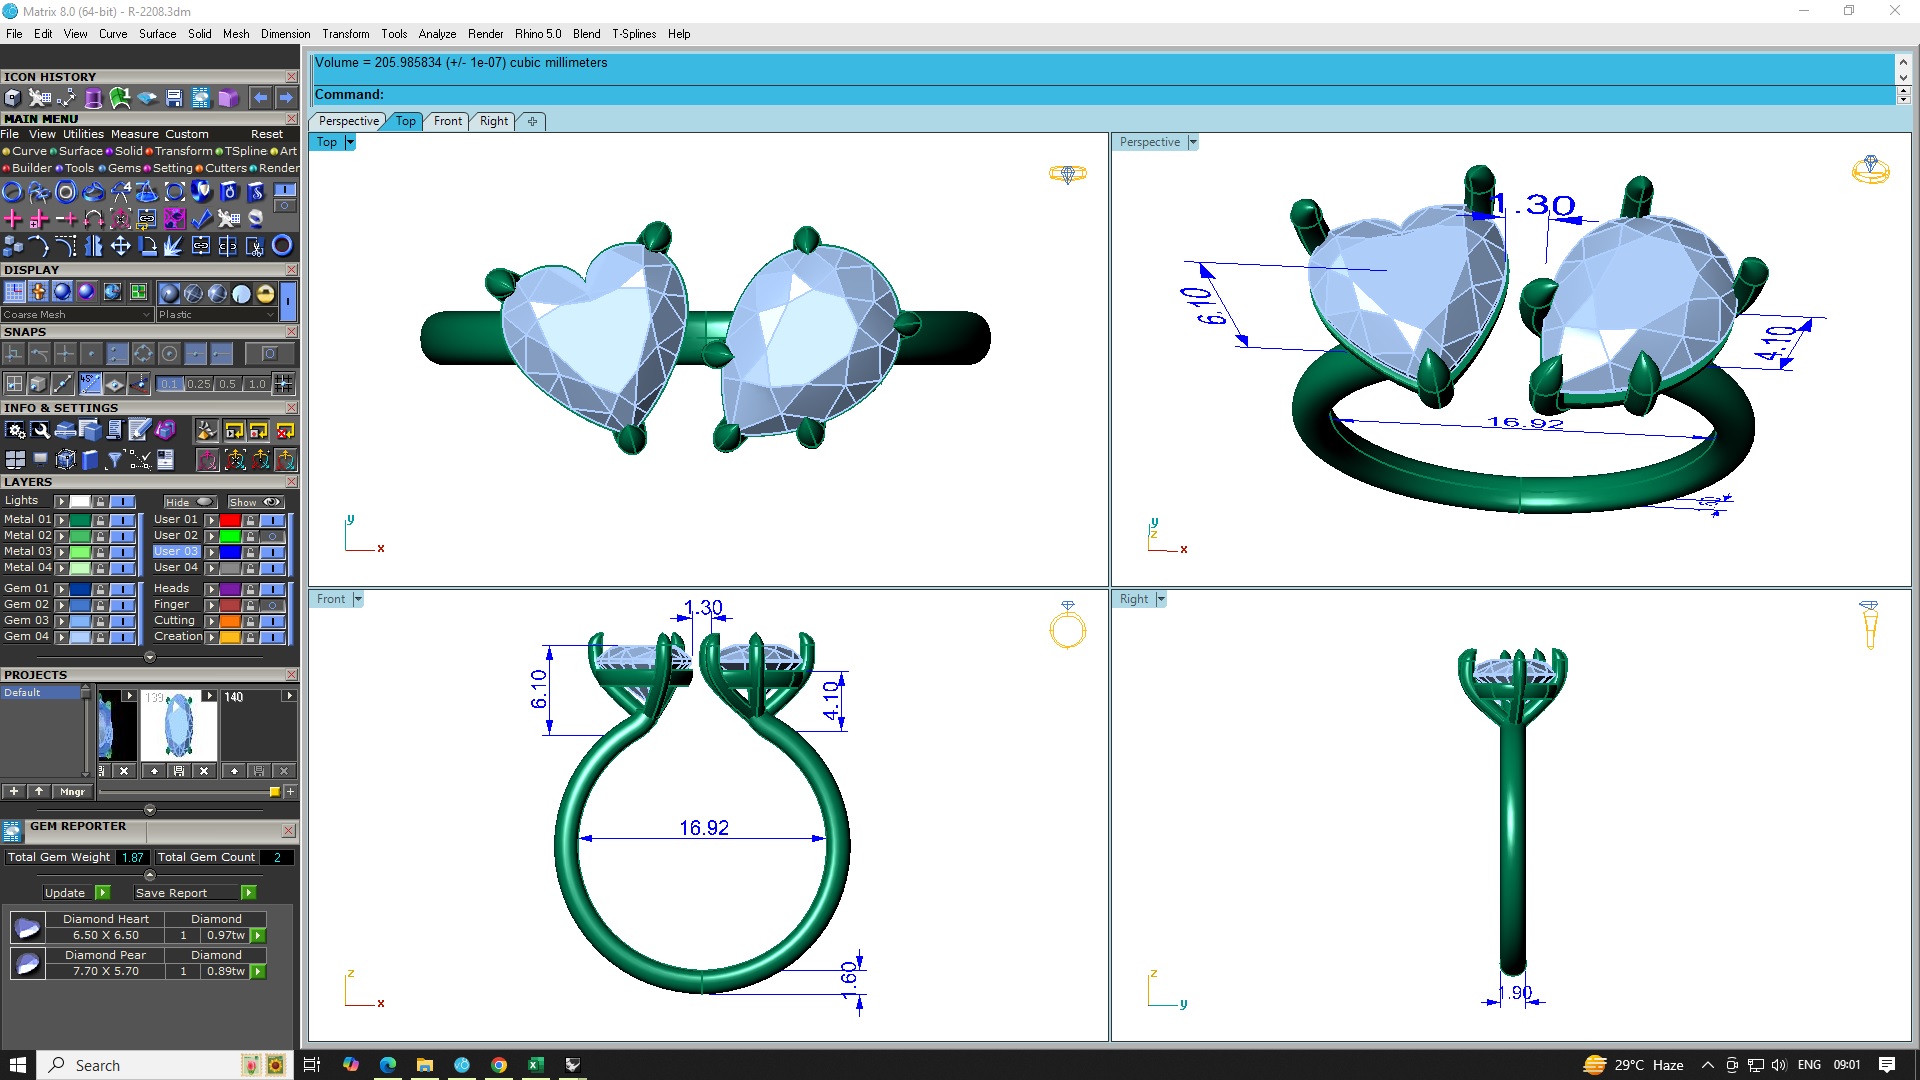 Matrix 8.0 (64-bit) - R-2208.3dm
File Edit View Curve Surface Solid Mesh Dimension Transform Tools Analyze Render Rhino 5.0 Blend T-Splines Help
Volume = 205.985834 (+/- 1e-07) cubic millimeters
Command:
Perspective Top Front Right
ICON HISTORY
MAIN MENU
File View Utilities Measure Custom Reset
Curve Surface Solid Transform TSpline Art
Builder Tools Gems Setting Cutters Render
DISPLAY
Coarse Mesh Plastic
SNAPS
45°
0.1 0.25 0.5 1.0
INFO & SETTINGS
LAYERS
Lights Hide Show
Metal 01 User 01
Metal 02 User 02
Metal 03 User 03
Metal 04 User 04
Gem 01 Heads
Gem 02 Finger
Gem 03 Cutting
Gem 04 Creation
PROJECTS
Default
139 140
Mngr
GEM REPORTER
Total Gem Weight 1.87 Total Gem Count 2
Update Save Report
Diamond Heart Diamond
6.50 X 6.50 1 0.97tw
Diamond Pear Diamond
7.70 X 5.70 1 0.89tw
Top
y
x
Perspective
1.30
6.10
4.10
16.92
y
z
x
Front
1.30
6.10
4.10
16.92
1.60
z
x
Right
1.90
z
y
Search
29°C Haze
ENG
09:01